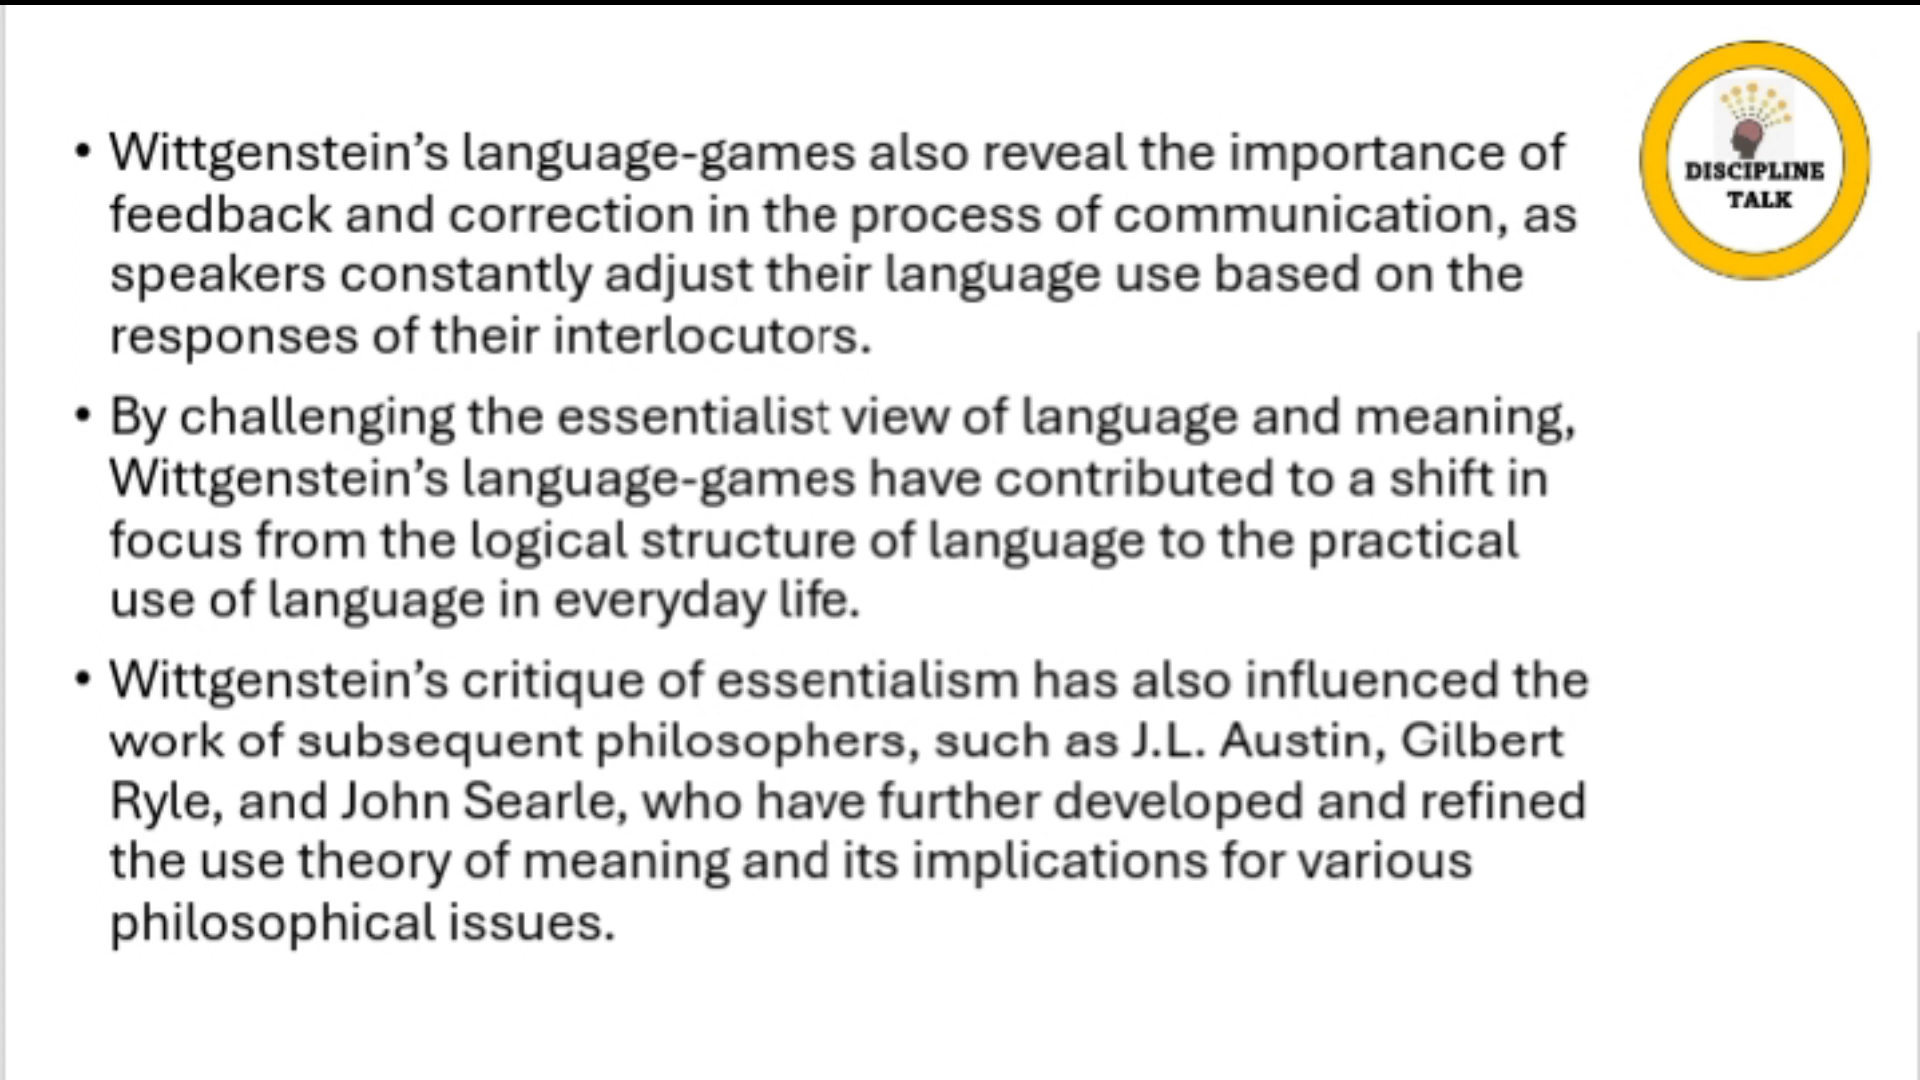 • Wittgenstein’s language-games also reveal the importance of
feedback and correction in the process of communication, as
speakers constantly adjust their language use based on the
responses of their interlocutors.
• By challenging the essentialist view of language and meaning,
Wittgenstein’s language-games have contributed to a shift in
focus from the logical structure of language to the practical
use of language in everyday life.
• Wittgenstein’s critique of essentialism has also influenced the
work of subsequent philosophers, such as J.L. Austin, Gilbert
Ryle, and John Searle, who have further developed and refined
the use theory of meaning and its implications for various
philosophical issues.
DISCIPLINE
TALK